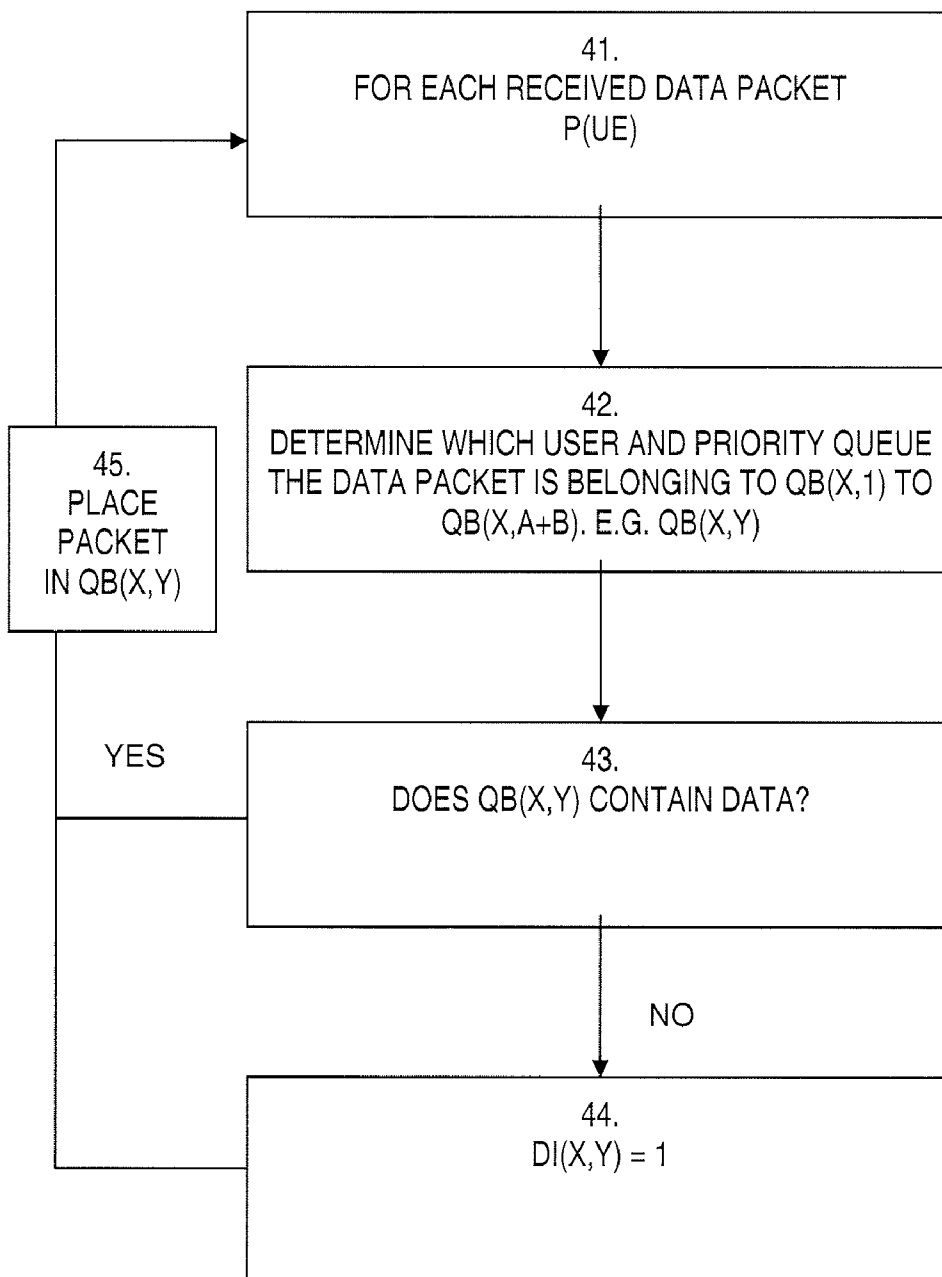 41.
FOR EACH RECEIVED DATA PACKET
P(UE)
42.
DETERMINE WHICH USER AND PRIORITY QUEUE
THE DATA PACKET IS BELONGING TO QB(X,1) TO
QB(X,A+B). E.G. QB(X,Y)
45.
PLACE
PACKET
IN QB(X,Y)
YES
43.
DOES QB(X,Y) CONTAIN DATA?
NO
44.
DI(X,Y) = 1